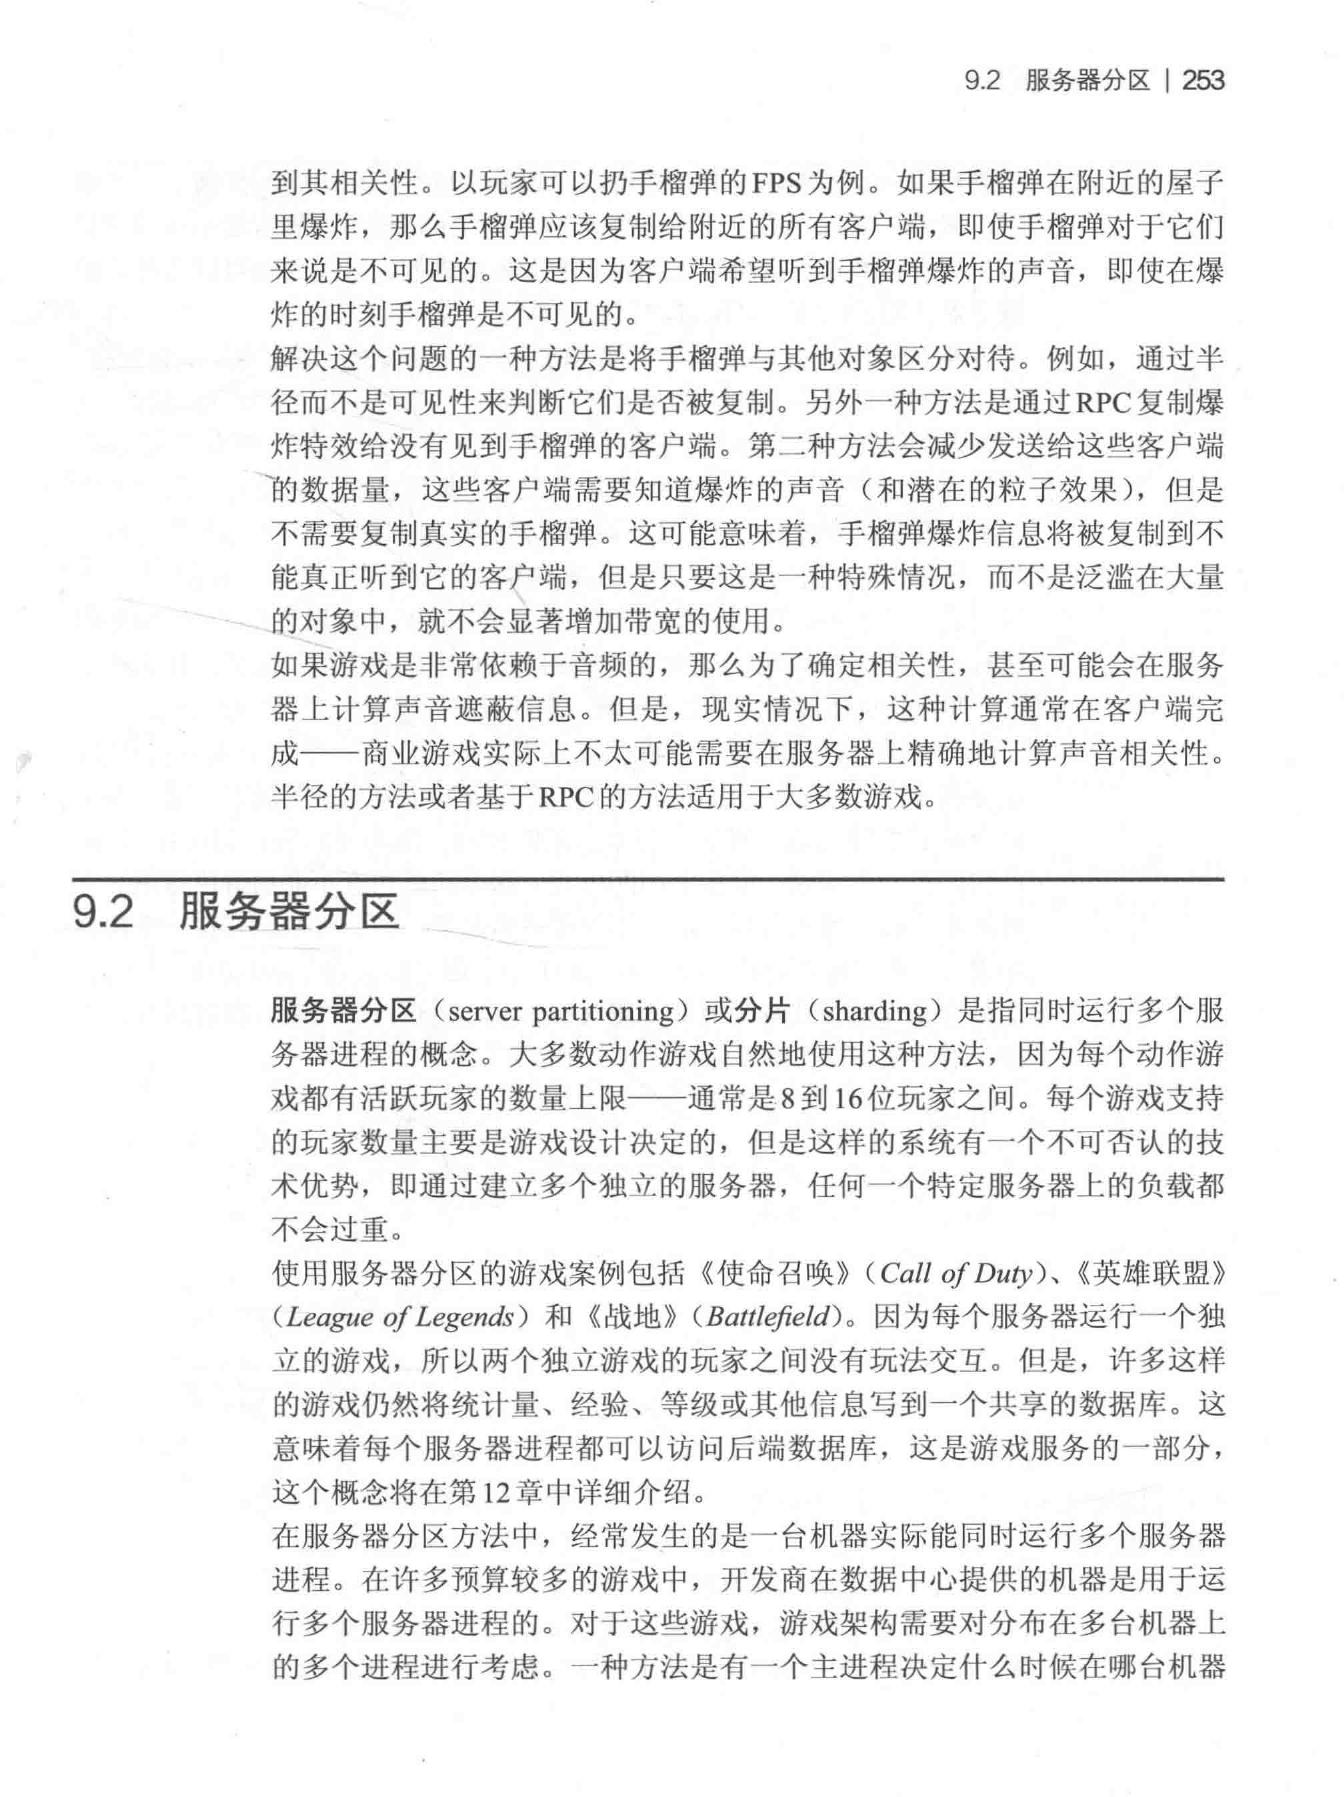 9.2 服务器分区 | 253
到其相关性。以玩家可以扔手榴弹的FPS为例。如果手榴弹在附近的屋子
里爆炸，那么手榴弹应该复制给附近的所有客户端，即使手榴弹对于它们
来说是不可见的。这是因为客户端希望听到手榴弹爆炸的声音，即使在爆
炸的时刻手榴弹是不可见的。
解决这个问题的一种方法是将手榴弹与其他对象区分对待。例如，通过半
径而不是可见性来判断它们是否被复制。另外一种方法是通过RPC复制爆
炸特效给没有见到手榴弹的客户端。第二种方法会减少发送给这些客户端
的数据量，这些客户端需要知道爆炸的声音（和潜在的粒子效果），但是
不需要复制真实的手榴弹。这可能意味着，手榴弹爆炸信息将被复制到不
能真正听到它的客户端，但是只要这是一种特殊情况，而不是泛滥在大量
的对象中，就不会显著增加带宽的使用。
如果游戏是非常依赖于音频的，那么为了确定相关性，甚至可能会在服务
器上计算声音遮蔽信息。但是，现实情况下，这种计算通常在客户端完
成——商业游戏实际上不太可能需要在服务器上精确地计算声音相关性。
半径的方法或者基于RPC的方法适用于大多数游戏。
9.2 服务器分区
服务器分区（server partitioning）或分片（sharding）是指同时运行多个服
务器进程的概念。大多数动作游戏自然地使用这种方法，因为每个动作游
戏都有活跃玩家的数量上限——通常是8到16位玩家之间。每个游戏支持
的玩家数量主要是游戏设计决定的，但是这样的系统有一个不可否认的技
术优势，即通过建立多个独立的服务器，任何一个特定服务器上的负载都
不会过重。
使用服务器分区的游戏案例包括《使命召唤》（Call of Duty）、《英雄联盟》
（League of Legends）和《战地》（Battlefield）。因为每个服务器运行一个独
立的游戏，所以两个独立游戏的玩家之间没有玩法交互。但是，许多这样
的游戏仍然将统计量、经验、等级或其他信息写到一个共享的数据库。这
意味着每个服务器进程都可以访问后端数据库，这是游戏服务的一部分，
这个概念将在第12章中详细介绍。
在服务器分区方法中，经常发生的是一台机器实际能同时运行多个服务器
进程。在许多预算较多的游戏中，开发商在数据中心提供的机器是用于运
行多个服务器进程的。对于这些游戏，游戏架构需要对分布在多台机器上
的多个进程进行考虑。一种方法是有一个主进程决定什么时候在哪台机器